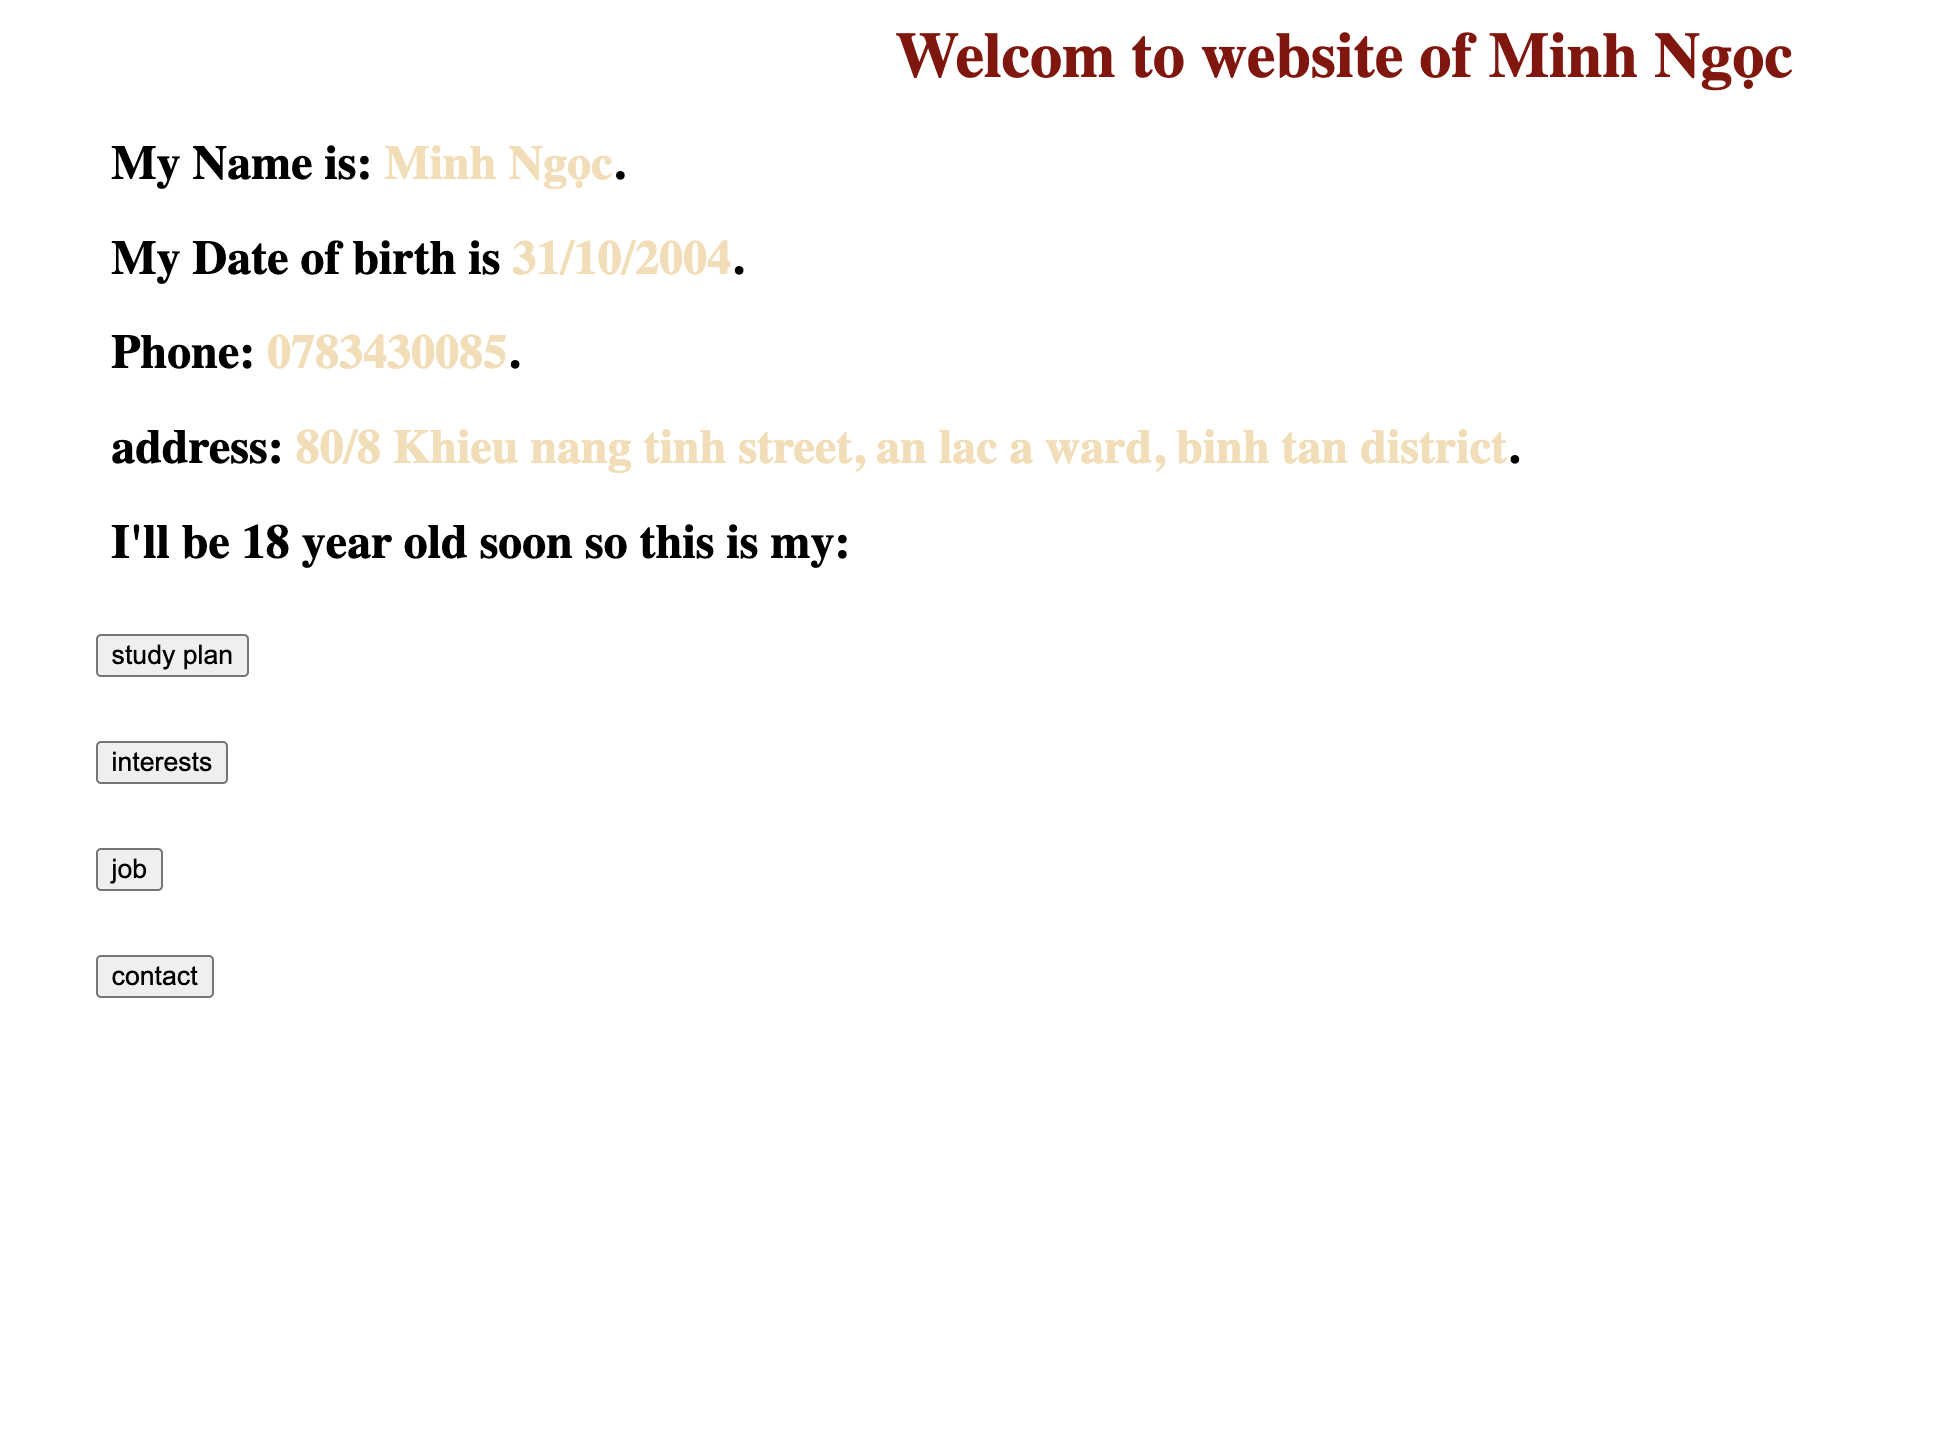 Welcom to website of Minh Ngọc
My Name is: Minh Ngọc.
My Date of birth is 31/10/2004.
Phone: 0783430085.
address: 80/8 Khieu nang tinh street, an lac a ward, binh tan district.
I'll be 18 year old soon so this is my:
study plan
interests
job
contact